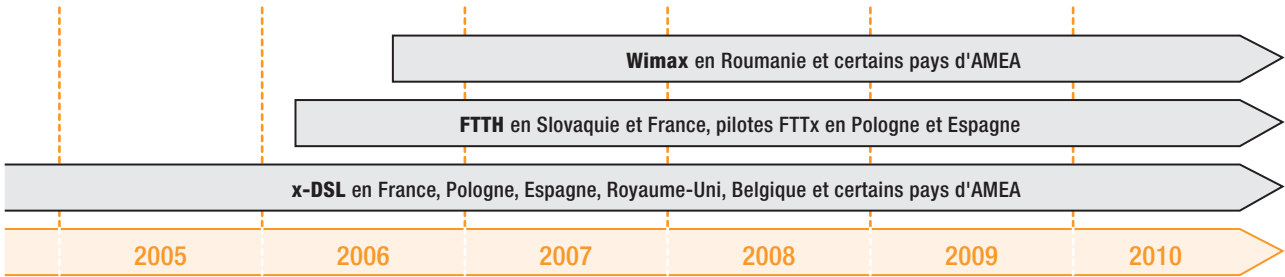 Wimax en Roumanie et certains pays d'AMEA
FTTH en Slovaquie et France, pilotes FTTx en Pologne et Espagne
x-DSL en France, Pologne, Espagne, Royaume-Uni, Belgique et certains pays d'AMEA
2005 2006 2007 2008 2009 2010